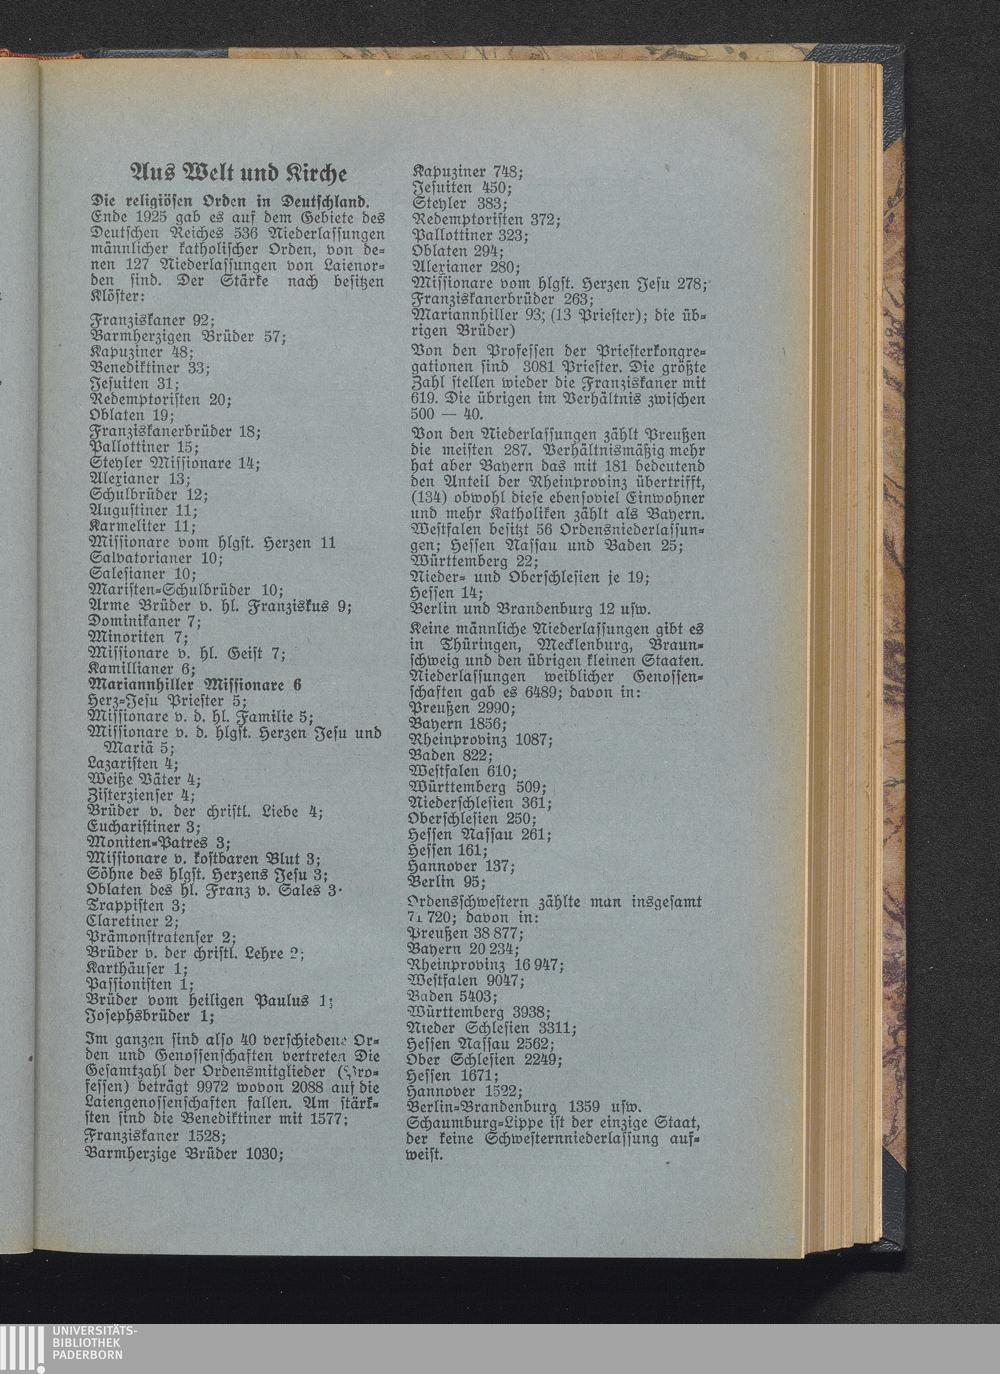 Aus Welt und Kirche
Die religiösen Orden in Deutschland.
Ende 1925 gab es auf dem Gebiete des
Deutschen Reiches 536 Niederlassungen
männlicher katholischer Orden, von de-
nen 127 Niederlassungen von Laienor-
den sind. Der Stärke nach besitzen
Klöster:
Franziskaner 92;
Barmherzigen Brüder 57;
Kapuziner 48;
Benediktiner 33;
Jesuiten 31;
Redemptoristen 20;
Oblaten 19;
Franziskanerbrüder 18;
Pallottiner 15;
Steyler Missionare 14;
Alexianer 13;
Schulbrüder 12;
Augustiner 11;
Karmeliter 11;
Missionare vom hlgst. Herzen 11
Salvatorianer 10;
Salesianer 10;
Maristen-Schulbrüder 10;
Arme Brüder v. hl. Franziskus 9;
Dominikaner 7;
Minoriten 7;
Missionare v. hl. Geist 7;
Kamillianer 6;
Mariannhiller Missionare 6
Herz-Jesu Priester 5;
Missionare v. d. hl. Familie 5;
Missionare v. d. hlgst. Herzen Jesu und
Mariä 5;
Lazaristen 4;
Weiße Väter 4;
Zisterzienser 4;
Brüder v. der christl. Liebe 4;
Eucharistiner 3;
Moniten-Patres 3;
Missionare v. kostbaren Blut 3;
Söhne des hlgst. Herzens Jesu 3;
Oblaten des hl. Franz v. Sales 3·
Trappisten 3;
Claretiner 2;
Prämonstratenser 2;
Brüder v. der christl. Lehre 2;
Karthäuser 1;
Passionisten 1;
Brüder vom heiligen Paulus 1;
Josephsbrüder 1;
Im ganzen sind also 40 verschiedene Or-
den und Genossenschaften vertreten Die
Gesamtzahl der Ordensmitglieder (Pro-
fessen) beträgt 9972 wovon 2088 auf die
Laiengenossenschaften fallen. Am stärk-
sten sind die Benediktiner mit 1577;
Franziskaner 1528;
Barmherzige Brüder 1030;
Kapuziner 748;
Jesuiten 450;
Steyler 383;
Redemptoristen 372;
Pallottiner 323;
Oblaten 294;
Alexianer 280;
Missionare vom hlgst. Herzen Jesu 278;
Franziskanerbrüder 263;
Mariannhiller 93; (13 Priester); die üb-
rigen Brüder)
Von den Professen der Priesterkongre-
gationen sind 3081 Priester. Die größte
Zahl stellen wieder die Franziskaner mit
619. Die übrigen im Verhältnis zwischen
500 — 40.
Von den Niederlassungen zählt Preußen
die meisten 287. Verhältnismäßig mehr
hat aber Bayern das mit 181 bedeutend
den Anteil der Rheinprovinz übertrifft,
(134) obwohl diese ebensoviel Einwohner
und mehr Katholiken zählt als Bayern.
Westfalen besitzt 56 Ordensniederlassun-
gen; Hessen Nassau und Baden 25;
Württemberg 22;
Nieder- und Oberschlesien je 19;
Hessen 14;
Berlin und Brandenburg 12 usw.
Keine männliche Niederlassungen gibt es
in Thüringen, Mecklenburg, Braun-
schweig und den übrigen kleinen Staaten.
Niederlassungen weiblicher Genossen-
schaften gab es 6489; davon in:
Preußen 2990;
Bayern 1856;
Rheinprovinz 1087;
Baden 822;
Westfalen 610;
Württemberg 509;
Niederschlesien 361;
Oberschlesien 250;
Hessen Nassau 261;
Hessen 161;
Hannover 137;
Berlin 95;
Ordensschwestern zählte man insgesamt
71 720; davon in:
Preußen 38 877;
Bayern 20 234;
Rheinprovinz 16 947;
Westfalen 9047;
Baden 5403;
Württemberg 3938;
Nieder Schlesien 3311;
Hessen Nassau 2562;
Ober Schlesien 2249;
Hessen 1671;
Hannover 1522;
Berlin-Brandenburg 1359 usw.
Schaumburg-Lippe ist der einzige Staat,
der keine Schwesternniederlassung auf-
weist.
UNIVERSITÄTS-
BIBLIOTHEK
PADERBORN